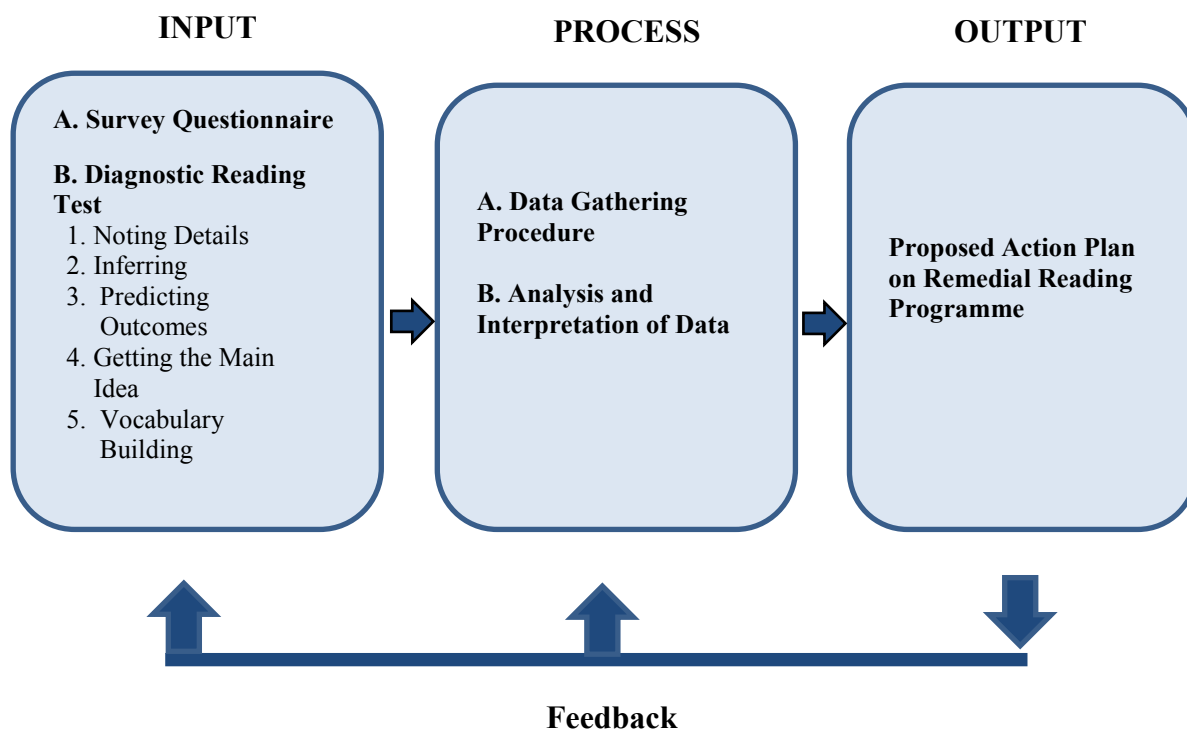 INPUT
PROCESS
OUTPUT
A. Survey Questionnaire
B. Diagnostic Reading
Test
1. Noting Details
2. Inferring
3. Predicting
Outcomes
4. Getting the Main
Idea
5. Vocabulary
Building
A. Data Gathering
Procedure
B. Analysis and
Interpretation of Data
Proposed Action Plan
on Remedial Reading
Programme
Feedback